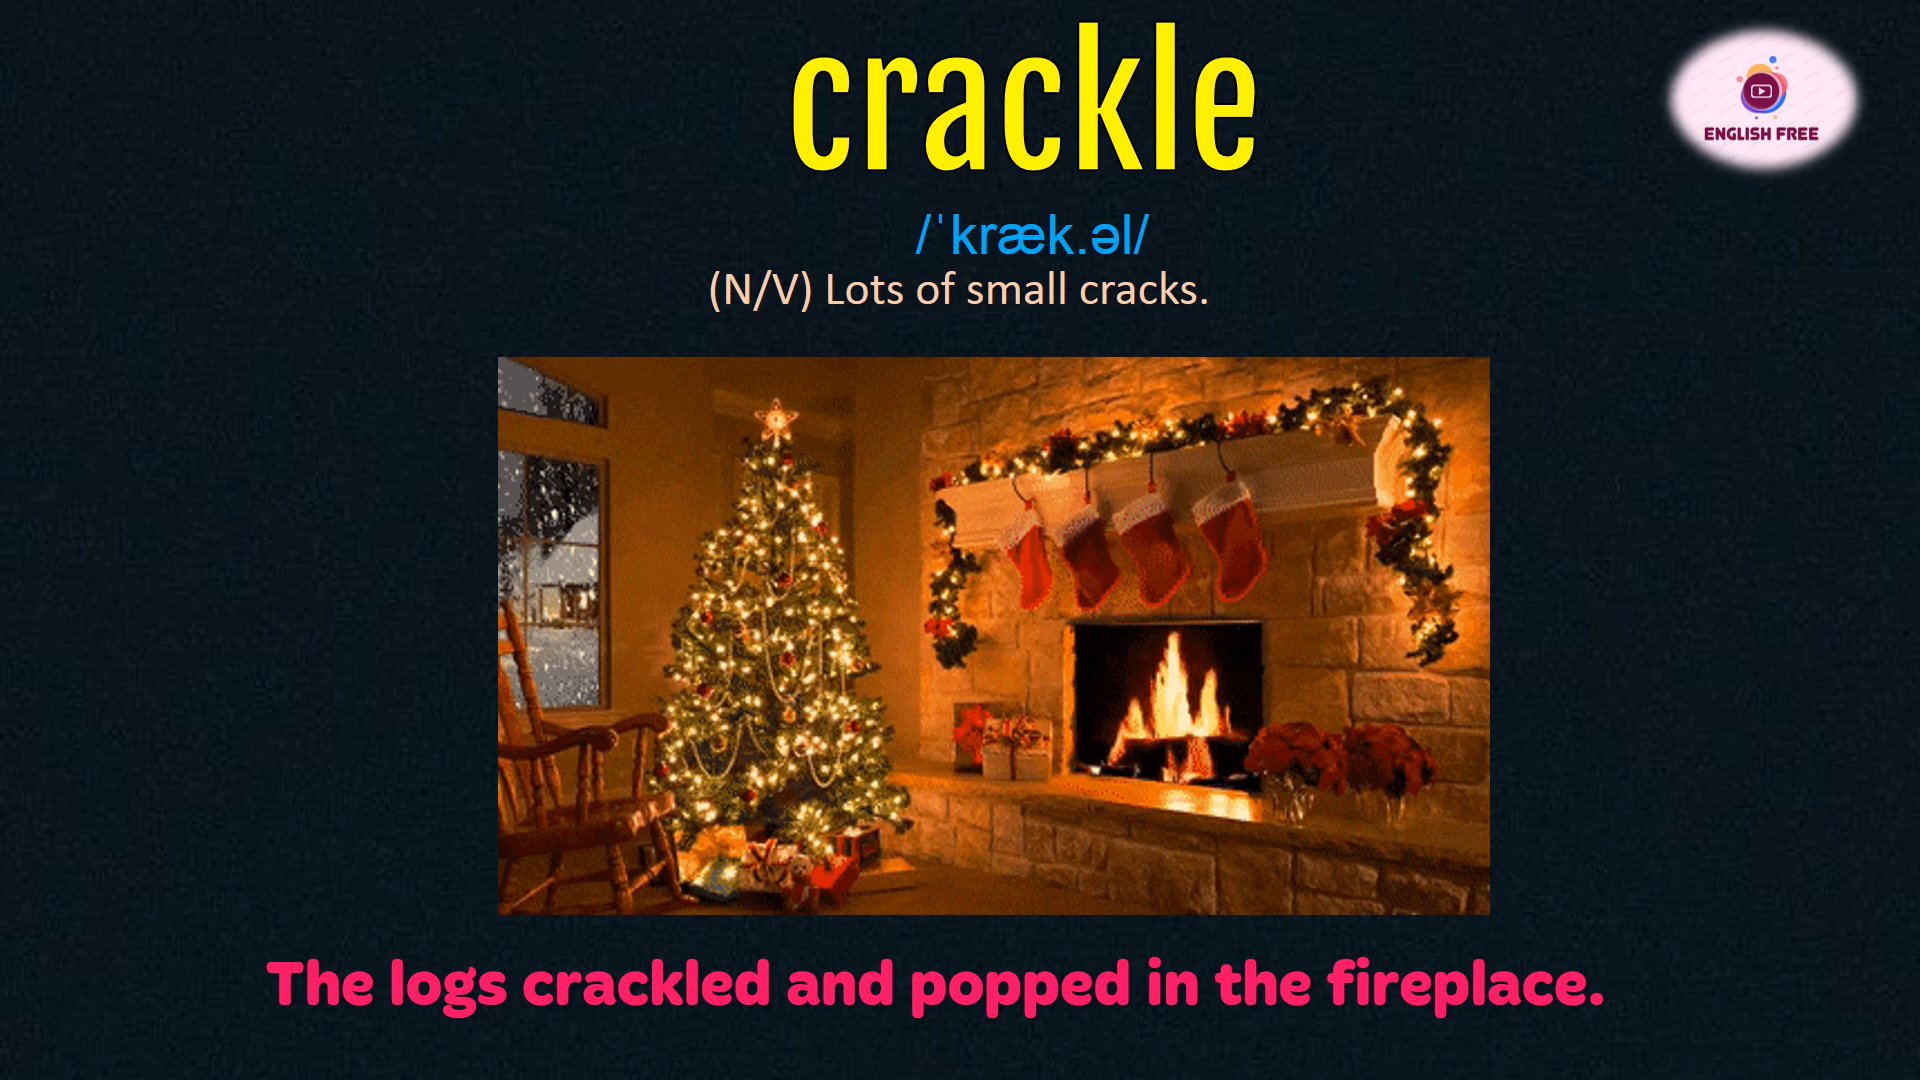 crackle
ENGLISH FREE
/ˈkræk.əl/
(N/V) Lots of small cracks.
The logs crackled and popped in the fireplace.